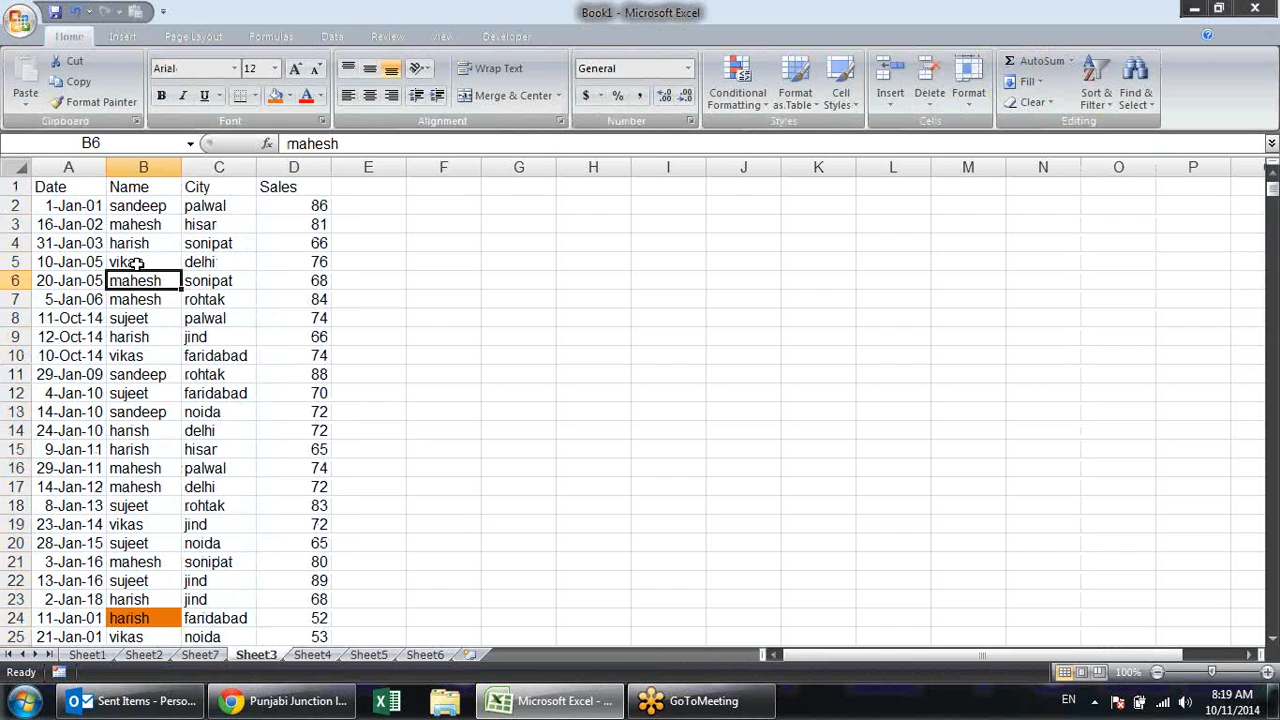 Book1 - Microsoft Excel
Home Insert Page Layout Formulas Data Review View Developer
Paste Cut Copy Format Painter Clipboard
Arial 12 B I U A A A Font
Wrap Text Merge & Center Alignment
General $ % , Number
Conditional Formatting Format as Table Cell Styles Styles
Insert Delete Format Cells
Σ AutoSum Fill Clear Sort & Filter Find & Select Editing
B6 fx mahesh
A B C D E F G H I J K L M N O P
1 Date Name City Sales
2 1-Jan-01 sandeep palwal 86
3 16-Jan-02 mahesh hisar 81
4 31-Jan-03 harish sonipat 66
5 10-Jan-05 vikas delhi 76
6 20-Jan-05 mahesh sonipat 68
7 5-Jan-06 mahesh rohtak 84
8 11-Oct-14 sujeet palwal 74
9 12-Oct-14 harish jind 66
10 10-Oct-14 vikas faridabad 74
11 29-Jan-09 sandeep rohtak 88
12 4-Jan-10 sujeet faridabad 70
13 14-Jan-10 sandeep noida 72
14 24-Jan-10 harish delhi 72
15 9-Jan-11 harish hisar 65
16 29-Jan-11 mahesh palwal 74
17 14-Jan-12 mahesh delhi 72
18 8-Jan-13 sujeet rohtak 83
19 23-Jan-14 vikas jind 72
20 28-Jan-15 sujeet noida 65
21 3-Jan-16 mahesh sonipat 80
22 13-Jan-16 sujeet jind 89
23 2-Jan-18 harish jind 68
24 11-Jan-01 harish faridabad 52
25 21-Jan-01 vikas noida 53
Sheet1 Sheet2 Sheet7 Sheet3 Sheet4 Sheet5 Sheet6
Ready 100%
Sent Items - Perso... Punjabi Junction I... Microsoft Excel - ... GoToMeeting EN 8:19 AM
10/11/2014